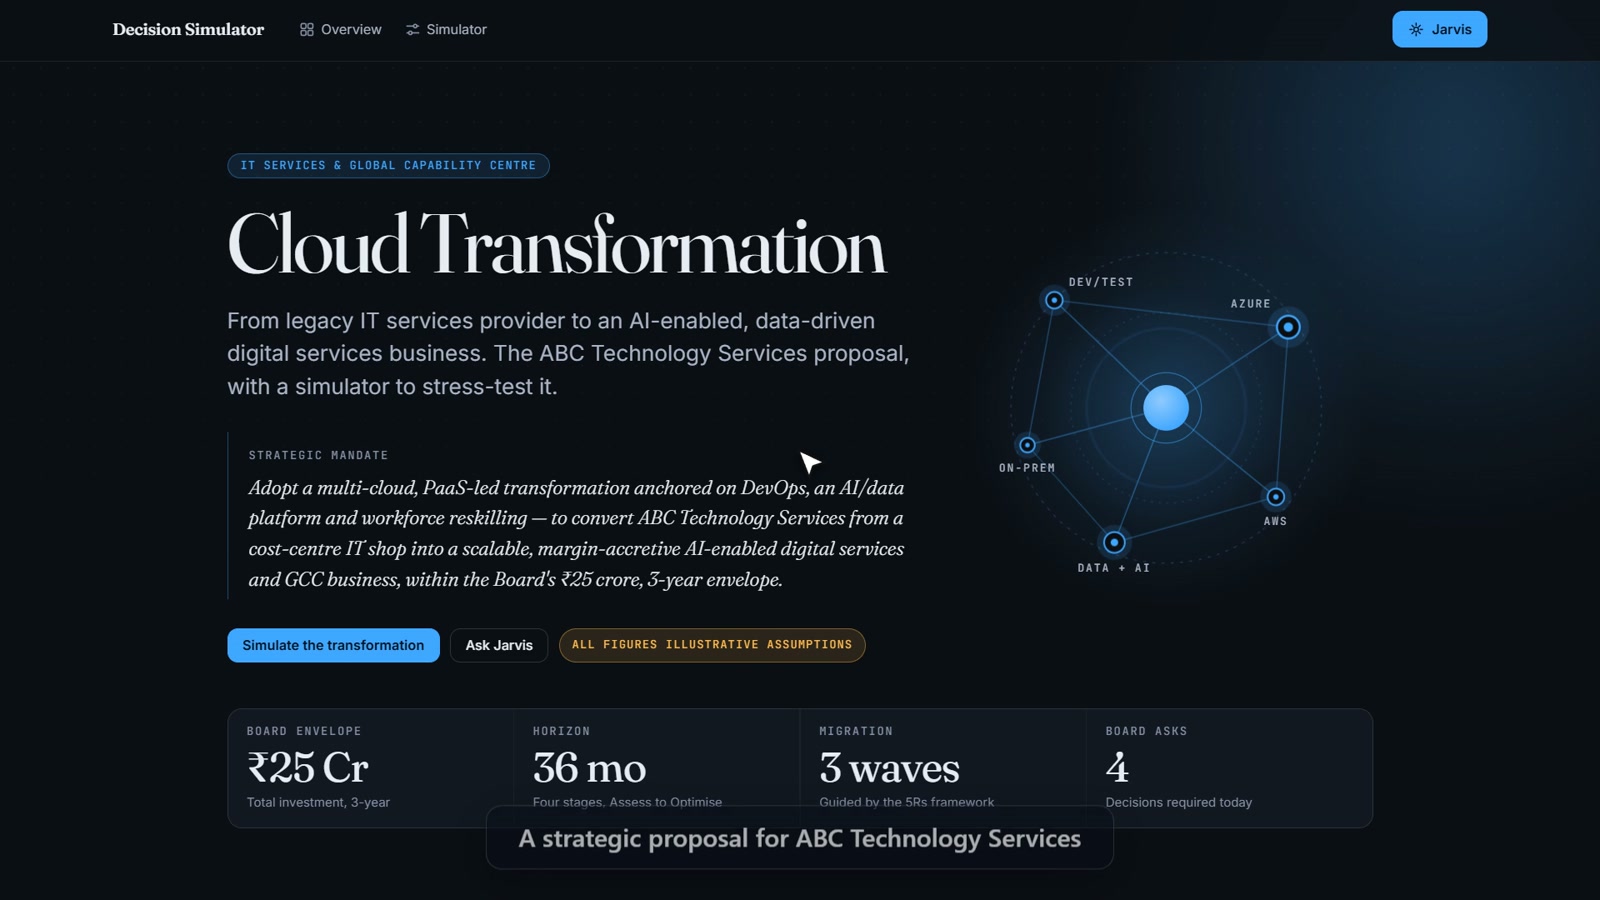 Decision Simulator
Overview
Simulator
Jarvis
IT SERVICES & GLOBAL CAPABILITY CENTRE
Cloud Transformation
From legacy IT services provider to an AI-enabled, data-driven
digital services business. The ABC Technology Services proposal,
with a simulator to stress-test it.
STRATEGIC MANDATE
Adopt a multi-cloud, PaaS-led transformation anchored on DevOps, an AI/data
platform and workforce reskilling — to convert ABC Technology Services from a
cost-centre IT shop into a scalable, margin-accretive AI-enabled digital services
and GCC business, within the Board's ₹25 crore, 3-year envelope.
Simulate the transformation
Ask Jarvis
ALL FIGURES ILLUSTRATIVE ASSUMPTIONS
DEV/TEST
AZURE
ON-PREM
AWS
DATA + AI
BOARD ENVELOPE
₹25 Cr
Total investment, 3-year
HORIZON
36 mo
Four stages, Assess to Optimise
MIGRATION
3 waves
Guided by the 5Rs framework
BOARD ASKS
4
Decisions required today
A strategic proposal for ABC Technology Services